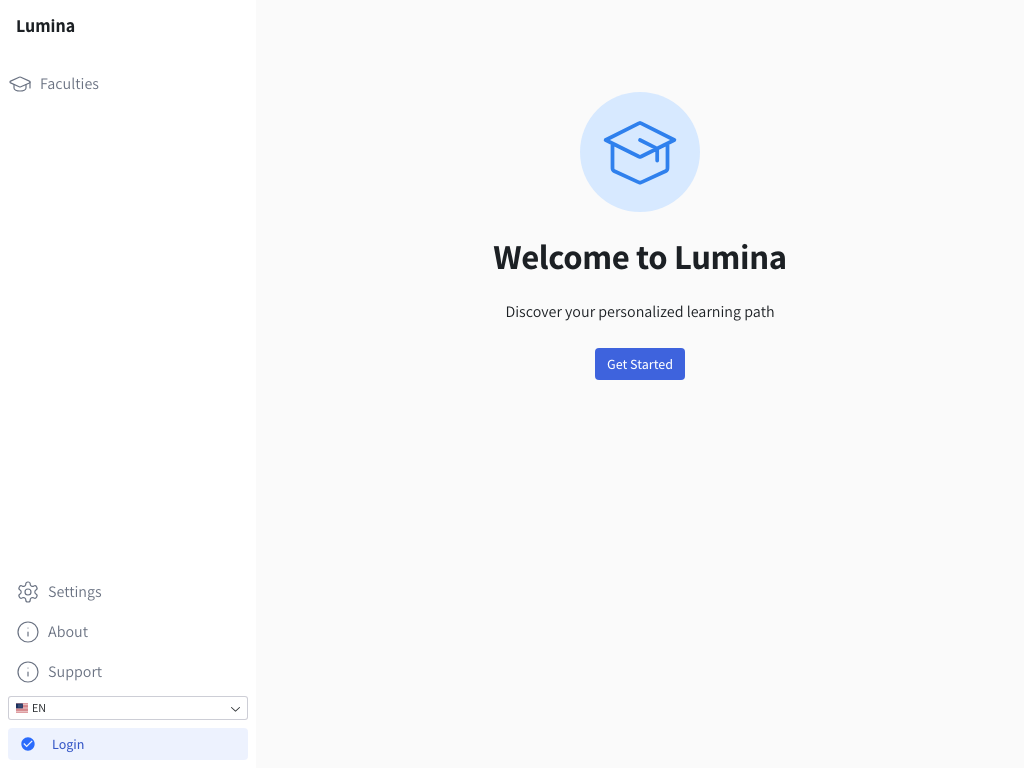 Lumina
Faculties
Welcome to Lumina
Discover your personalized learning path
Get Started
Settings
About
Support
EN
Login